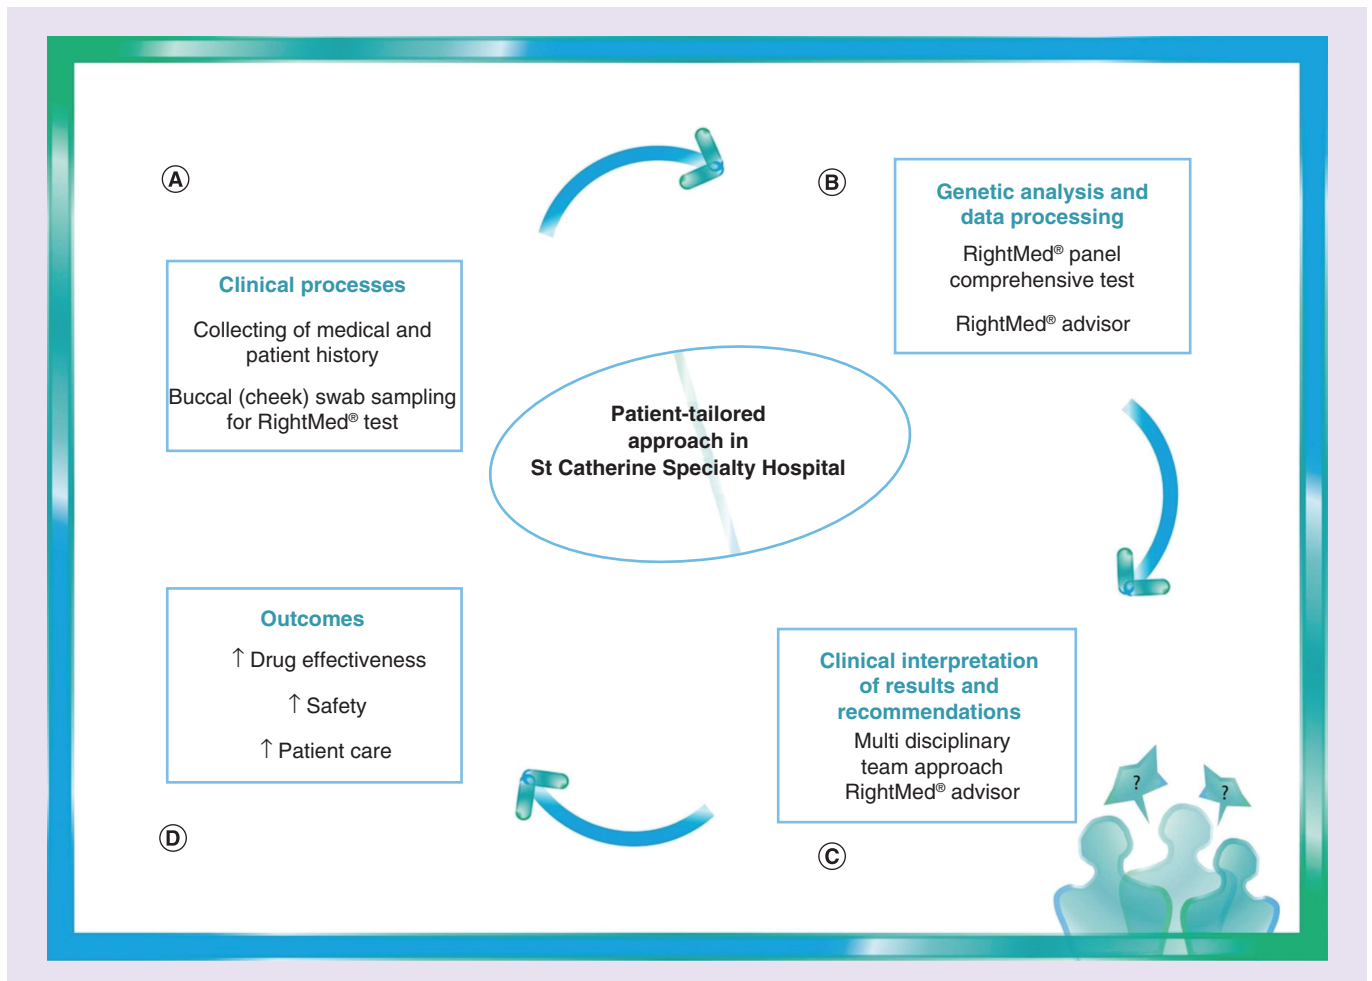 A
Clinical processes
Collecting of medical and
patient history
Buccal (cheek) swab sampling
for RightMed® test
B
Genetic analysis and
data processing
RightMed® panel
comprehensive test
RightMed® advisor
Patient-tailored
approach in
St Catherine Specialty Hospital
Clinical interpretation
of results and
recommendations
Multi disciplinary
team approach
RightMed® advisor
C
? ?
Outcomes
↑ Drug effectiveness
↑ Safety
↑ Patient care
D